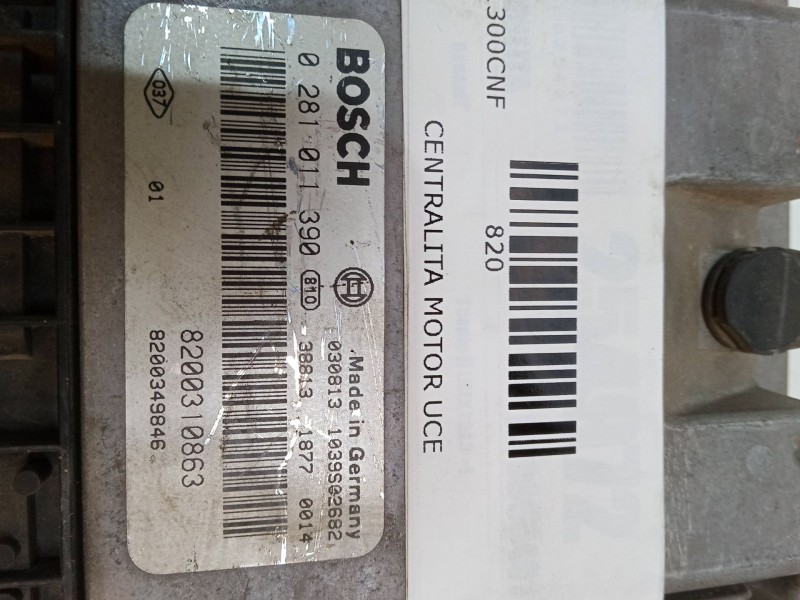 BOSCH
Made in Germany
0 281 011 390
810
38813 1877 0014
030813 1039S02682
037
01
8200310863
8200349846
300CNF
820
CENTRALITA MOTOR UCE